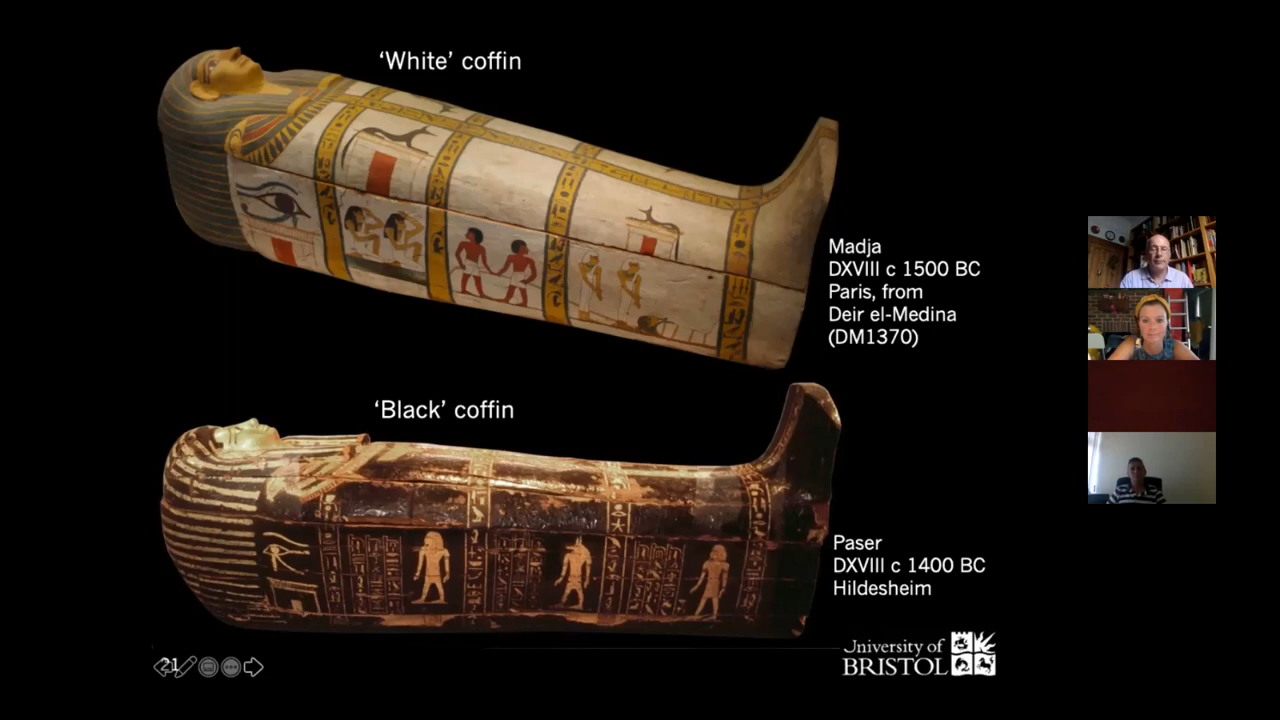 ‘White’ coffin
Madja
DXVIII c 1500 BC
Paris, from
Deir el-Medina
(DM1370)
‘Black’ coffin
Paser
DXVIII c 1400 BC
Hildesheim
21
University of
BRISTOL